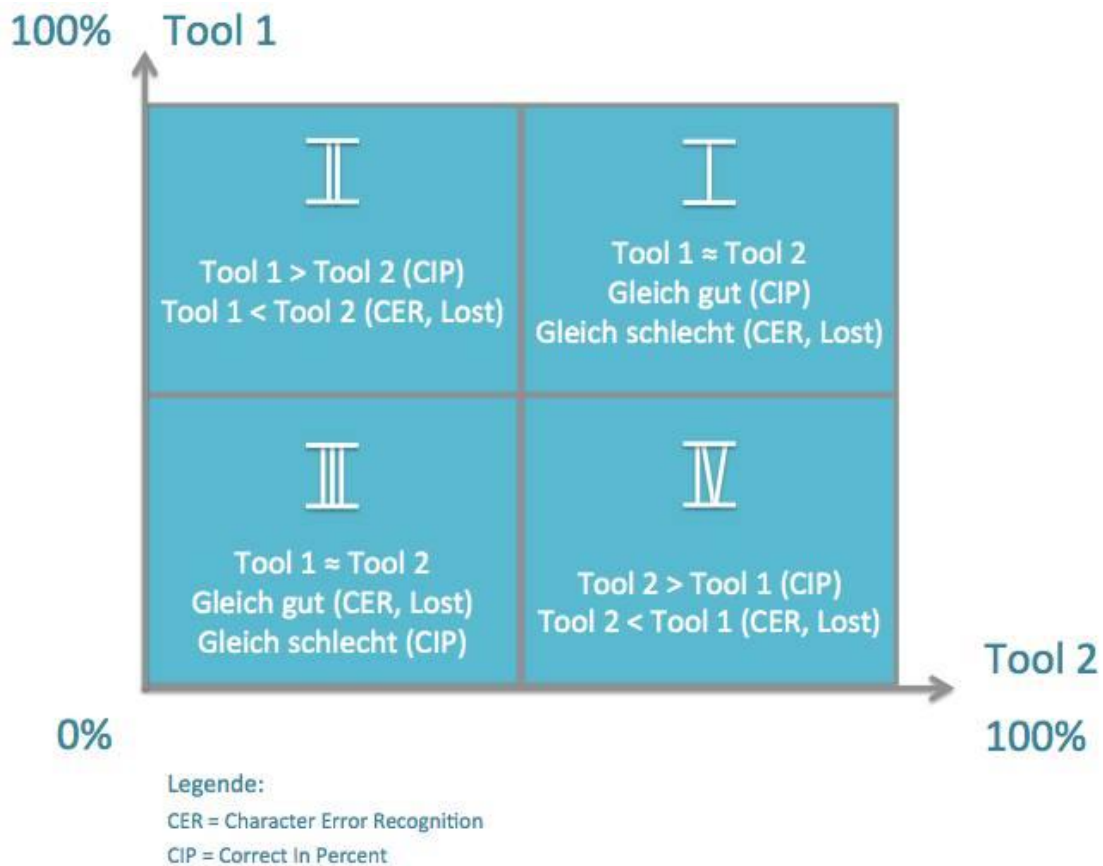 100% Tool 1
II
Tool 1 > Tool 2 (CIP)
Tool 1 < Tool 2 (CER, Lost)
I
Tool 1 ≈ Tool 2
Gleich gut (CIP)
Gleich schlecht (CER, Lost)
III
Tool 1 ≈ Tool 2
Gleich gut (CER, Lost)
Gleich schlecht (CIP)
IV
Tool 2 > Tool 1 (CIP)
Tool 2 < Tool 1 (CER, Lost)
Tool 2
0%
100%
Legende:
CER = Character Error Recognition
CIP = Correct In Percent